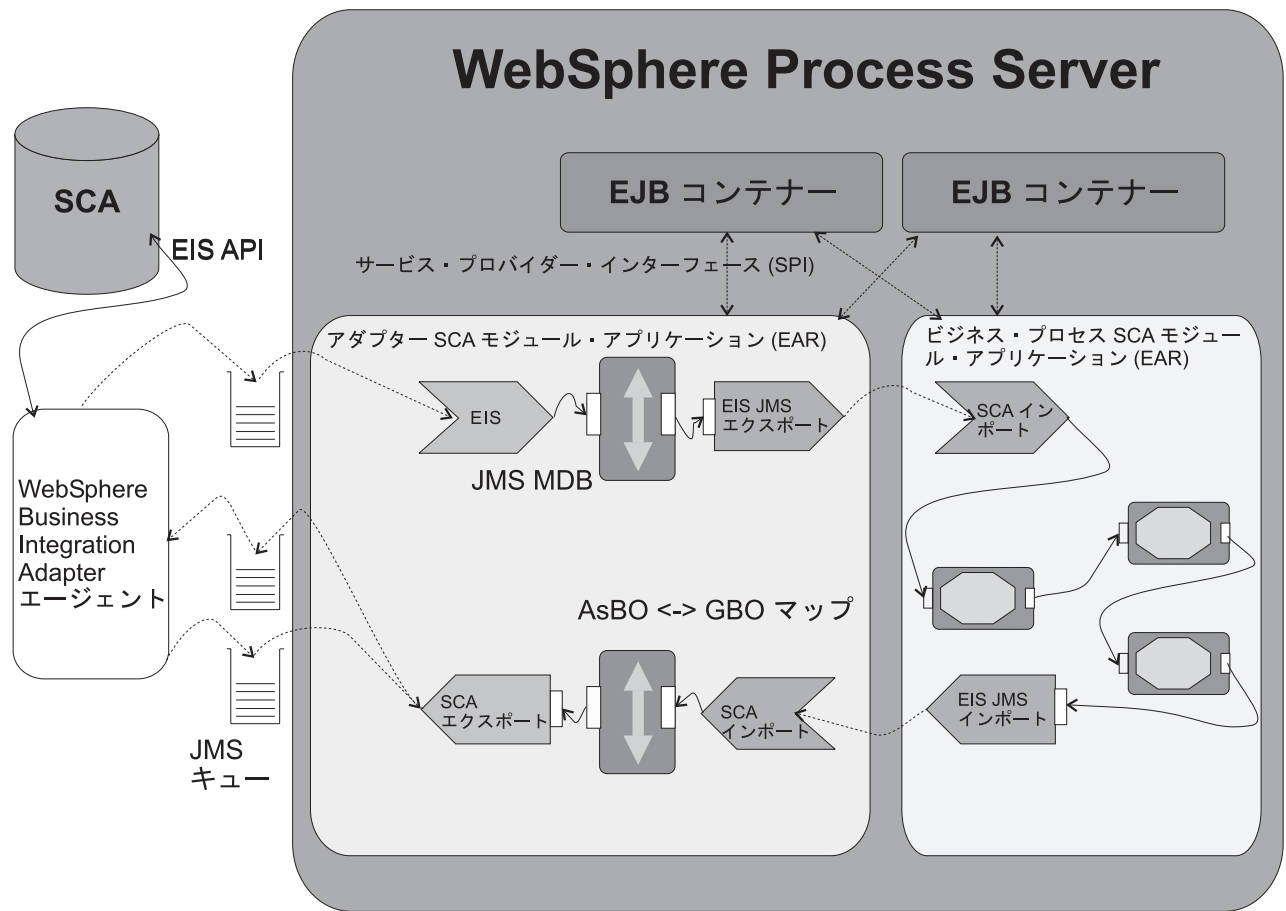 WebSphere Process Server
SCA
EIS API
EJB コンテナー
EJB コンテナー
サービス・プロバイダー・インターフェース (SPI)
アダプター SCA モジュール・アプリケーション (EAR)
ビジネス・プロセス SCA モジュー
ル・アプリケーション (EAR)
EIS
EIS JMS
エクスポート
SCA イン
ポート
JMS MDB
WebSphere
Business
Integration
Adapter
エージェント
AsBO <-> GBO マップ
SCA
エクスポート
SCA
インポート
EIS JMS
インポート
JMS
キュー